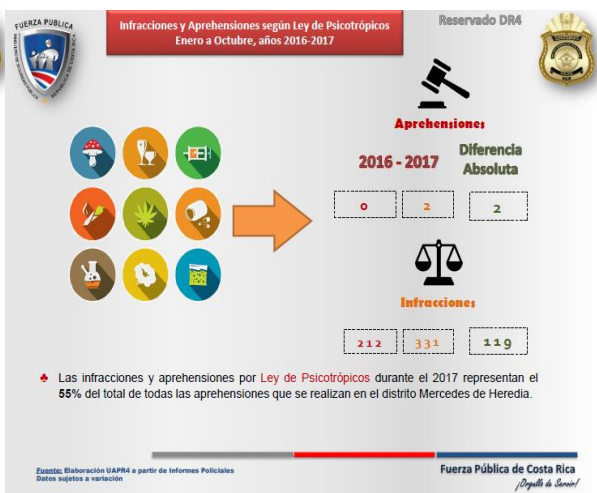 FUERZA PUBLICA
Infracciones y Aprehensiones según Ley de Psicotrópicos
Enero a Octubre, años 2016-2017
Reservado DR4
Aprehensiones
2016 - 2017
Diferencia
Absoluta
0 2 2
Infracciones
212 331 119
Las infracciones y aprehensiones por Ley de Psicotrópicos durante el 2017 representan el
55% del total de todas las aprehensiones que se realizan en el distrito Mercedes de Heredia.
Fuente: Elaboración UAPR4 a partir de Informes Policiales
Datos sujetos a variación
Fuerza Pública de Costa Rica
¡Orgullo de Servir!